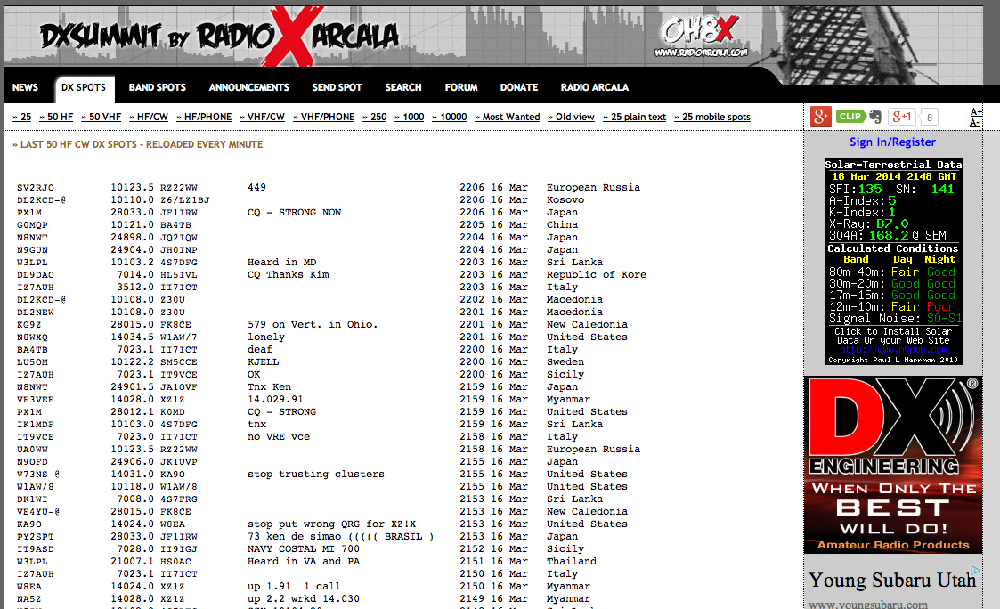 DXSUMMIT BY RADIO X ARCALA
OH8X
WWW.RADIOARCALA.COM
NEWS DX SPOTS BAND SPOTS ANNOUNCEMENTS SEND SPOT SEARCH FORUM DONATE RADIO ARCALA
» 25 » 50 HF » 50 VHF » HF/CW » HF/PHONE » VHF/CW » VHF/PHONE » 250 » 1000 » 10000 » Most Wanted » Old view » 25 plain text » 25 mobile spots
» LAST 50 HF CW DX SPOTS - RELOADED EVERY MINUTE
SV2RJO 10123.5 RZ22WW 449 2206 16 Mar European Russia
DL2KCD-@ 10110.0 Z6/LZ1BJ 2206 16 Mar Kosovo
PX1M 28033.0 JF1IRW CQ - STRONG NOW 2206 16 Mar Japan
G0MQP 10121.0 BA4TB 2205 16 Mar China
N8NWT 24898.0 JQ2IQW 2204 16 Mar Japan
N9GUN 24904.0 JH0INP 2204 16 Mar Japan
W3LPL 10103.2 4S7DFG Heard in MD 2203 16 Mar Sri Lanka
DL9DAC 7014.0 HL5IVL CQ Thanks Kim 2203 16 Mar Republic of Kore
IZ7AUH 3512.0 II7ICT 2203 16 Mar Italy
DL2KCD-@ 10108.0 Z30U 2202 16 Mar Macedonia
DL2NEW 10108.0 Z30U 2201 16 Mar Macedonia
KG9Z 28015.0 FK8CE 579 on Vert. in Ohio. 2201 16 Mar New Caledonia
N8WXQ 14034.5 W1AW/7 lonely 2201 16 Mar United States
BA4TB 7023.1 II7ICT deaf 2200 16 Mar Italy
LU5OM 10122.2 SM5CCE KJELL 2200 16 Mar Sweden
IZ7AUH 7023.1 IT9VCE OK 2200 16 Mar Sicily
N8NWT 24901.5 JA1OVF Tnx Ken 2159 16 Mar Japan
VE3VEE 14028.0 XZ1Z 14.029.91 2159 16 Mar Myanmar
PX1M 28012.1 K0MD CQ - STRONG 2159 16 Mar United States
IK1MDF 10103.0 4S7DFG tnx 2159 16 Mar Sri Lanka
IT9VCE 7023.0 II7ICT no VRE vce 2158 16 Mar Italy
UA0WW 10123.5 RZ22WW 2158 16 Mar European Russia
N9OFD 24906.0 JK1UVP 2155 16 Mar Japan
V73NS-@ 14031.0 KA9O stop trusting clusters 2155 16 Mar United States
W1AW/8 10118.0 W1AW/8 2155 16 Mar United States
DK1WI 7008.0 4S7FRG 2153 16 Mar Sri Lanka
VE4YU-@ 28015.0 FK8CE 2153 16 Mar New Caledonia
KA9O 14024.0 W8EA stop put wrong QRG for XZ!X 2153 16 Mar United States
PY2SPT 28033.0 JF1IRW 73 ken de simao ((((( BRASIL ) 2153 16 Mar Japan
IT9ASD 7028.0 II9IGJ NAVY COSTAL MI 700 2152 16 Mar Sicily
W3LPL 21007.1 HS0AC Heard in VA and PA 2151 16 Mar Thailand
IZ7AUH 7023.1 II7ICT 2150 16 Mar Italy
W8EA 14024.0 XZ1Z up 1.91 1 call 2150 16 Mar Myanmar
NA5Z 14028.0 XZ1Z up 2.2 wrkd 14.030 2149 16 Mar Myanmar
g+ CLIP g+1 8 A+
A-
Sign In/Register
Solar-Terrestrial Data
16 Mar 2014 2148 GMT
SFI:135 SN: 141
A-Index:5
K-Index:1
X-Ray: B7.0
304A: 168.2 @ SEM
Calculated Conditions
Band Day Night
80m-40m: Fair Good
30m-20m: Good Good
17m-15m: Good Good
12m-10m: Fair Poor
Signal Noise: S0-S1
Click to Install Solar
Data On your Web Site
http://www.n0nbh.com
Copyright Paul L Herrman 2010
DX ®
ENGINEERING
WHEN ONLY THE
BEST
WILL DO!
Amateur Radio Products
Young Subaru Utah
www.youngsubaru.com